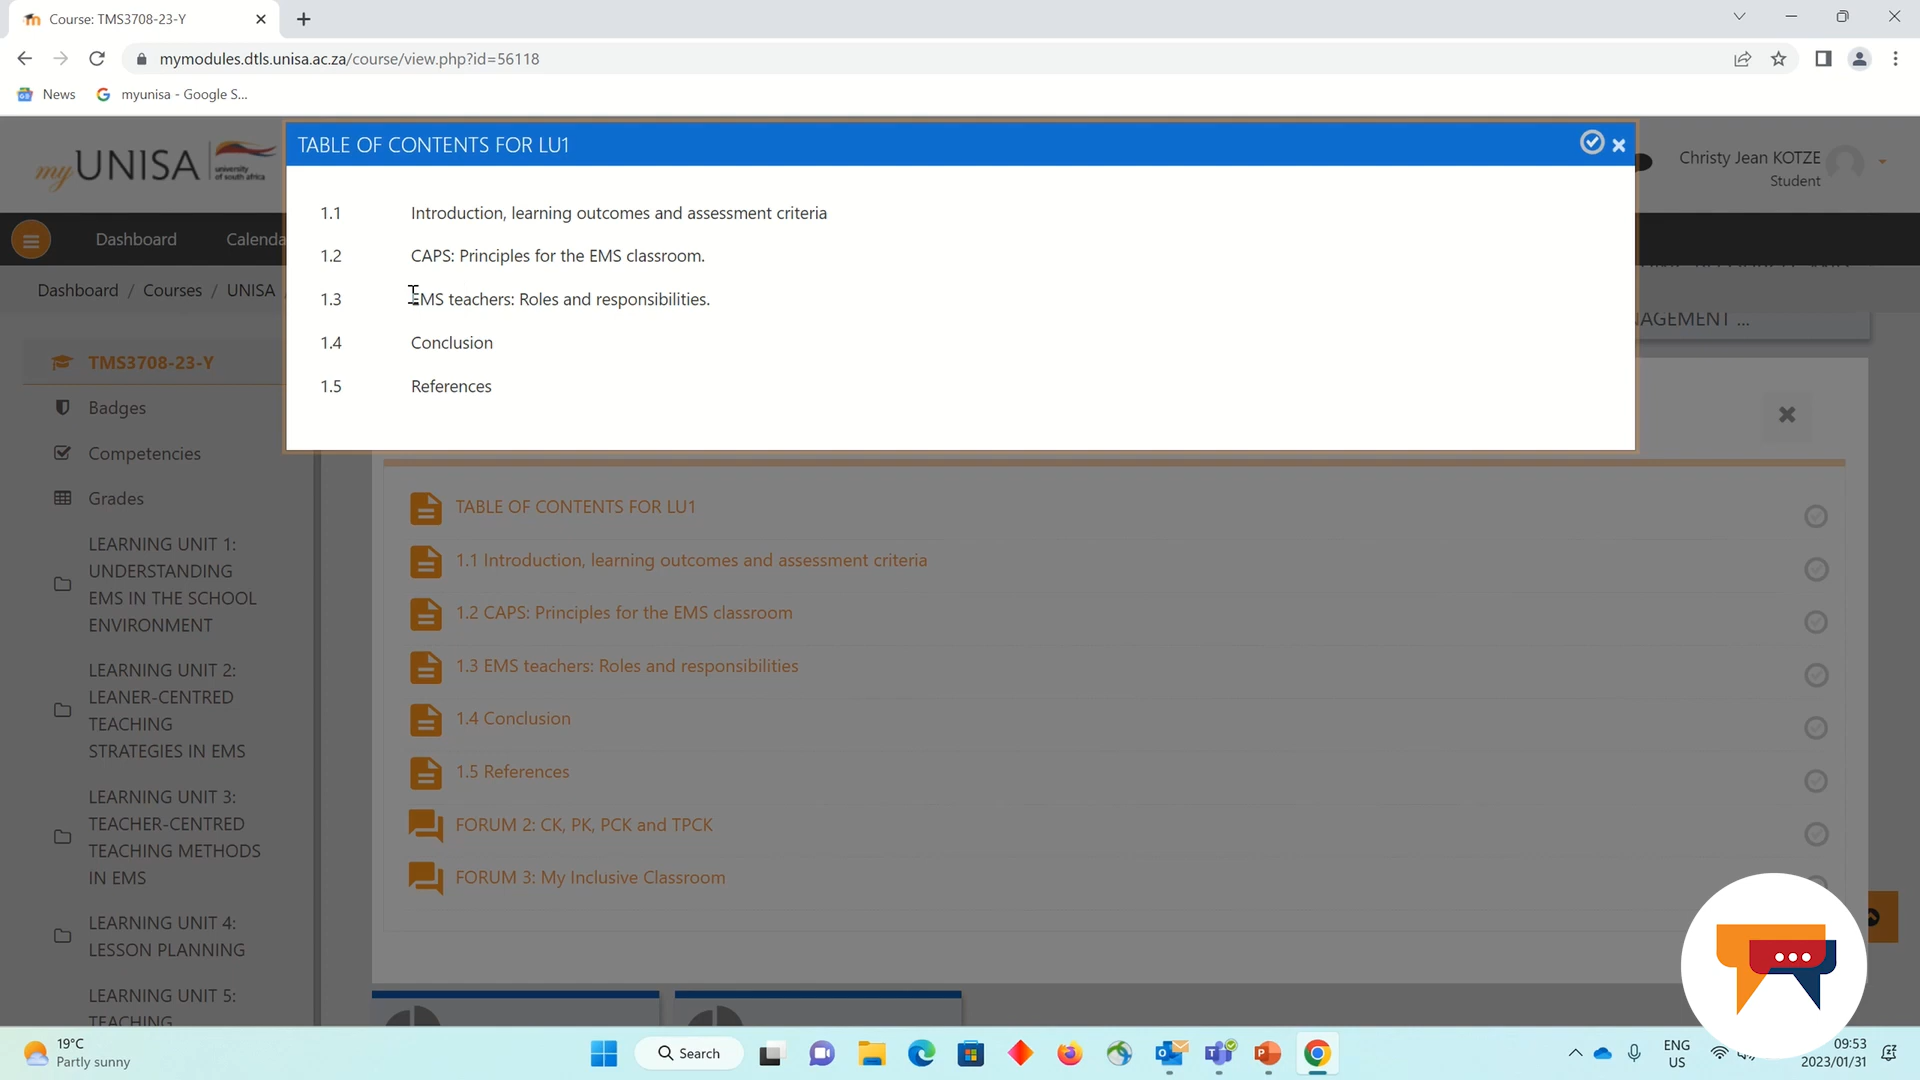 Course: TMS3708-23-Y
mymodules.dtls.unisa.ac.za/course/view.php?id=56118
News
myunisa - Google S...
TABLE OF CONTENTS FOR LU1
myUNISA
university
of south africa
Christy Jean KOTZE
Student
1.1 Introduction, learning outcomes and assessment criteria
1.2 CAPS: Principles for the EMS classroom.
1.3 EMS teachers: Roles and responsibilities.
1.4 Conclusion
1.5 References
Dashboard
Calenda
Dashboard / Courses / UNISA
AGEMENT ...
TMS3708-23-Y
Badges
Competencies
Grades
LEARNING UNIT 1:
UNDERSTANDING
EMS IN THE SCHOOL
ENVIRONMENT
LEARNING UNIT 2:
LEANER-CENTRED
TEACHING
STRATEGIES IN EMS
LEARNING UNIT 3:
TEACHER-CENTRED
TEACHING METHODS
IN EMS
LEARNING UNIT 4:
LESSON PLANNING
LEARNING UNIT 5:
TEACHING
TABLE OF CONTENTS FOR LU1
1.1 Introduction, learning outcomes and assessment criteria
1.2 CAPS: Principles for the EMS classroom
1.3 EMS teachers: Roles and responsibilities
1.4 Conclusion
1.5 References
FORUM 2: CK, PK, PCK and TPCK
FORUM 3: My Inclusive Classroom
19°C
Partly sunny
Search
ENG
US
09:53
2023/01/31